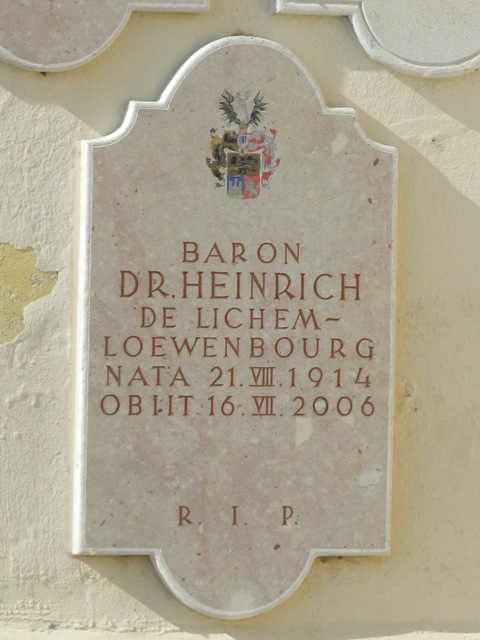 BARON
DR.HEINRICH
DE LICHEM-
LOEWENBOURG
NATA 21.VIII.1914
OBIIT 16.VII.2006
R. I P.